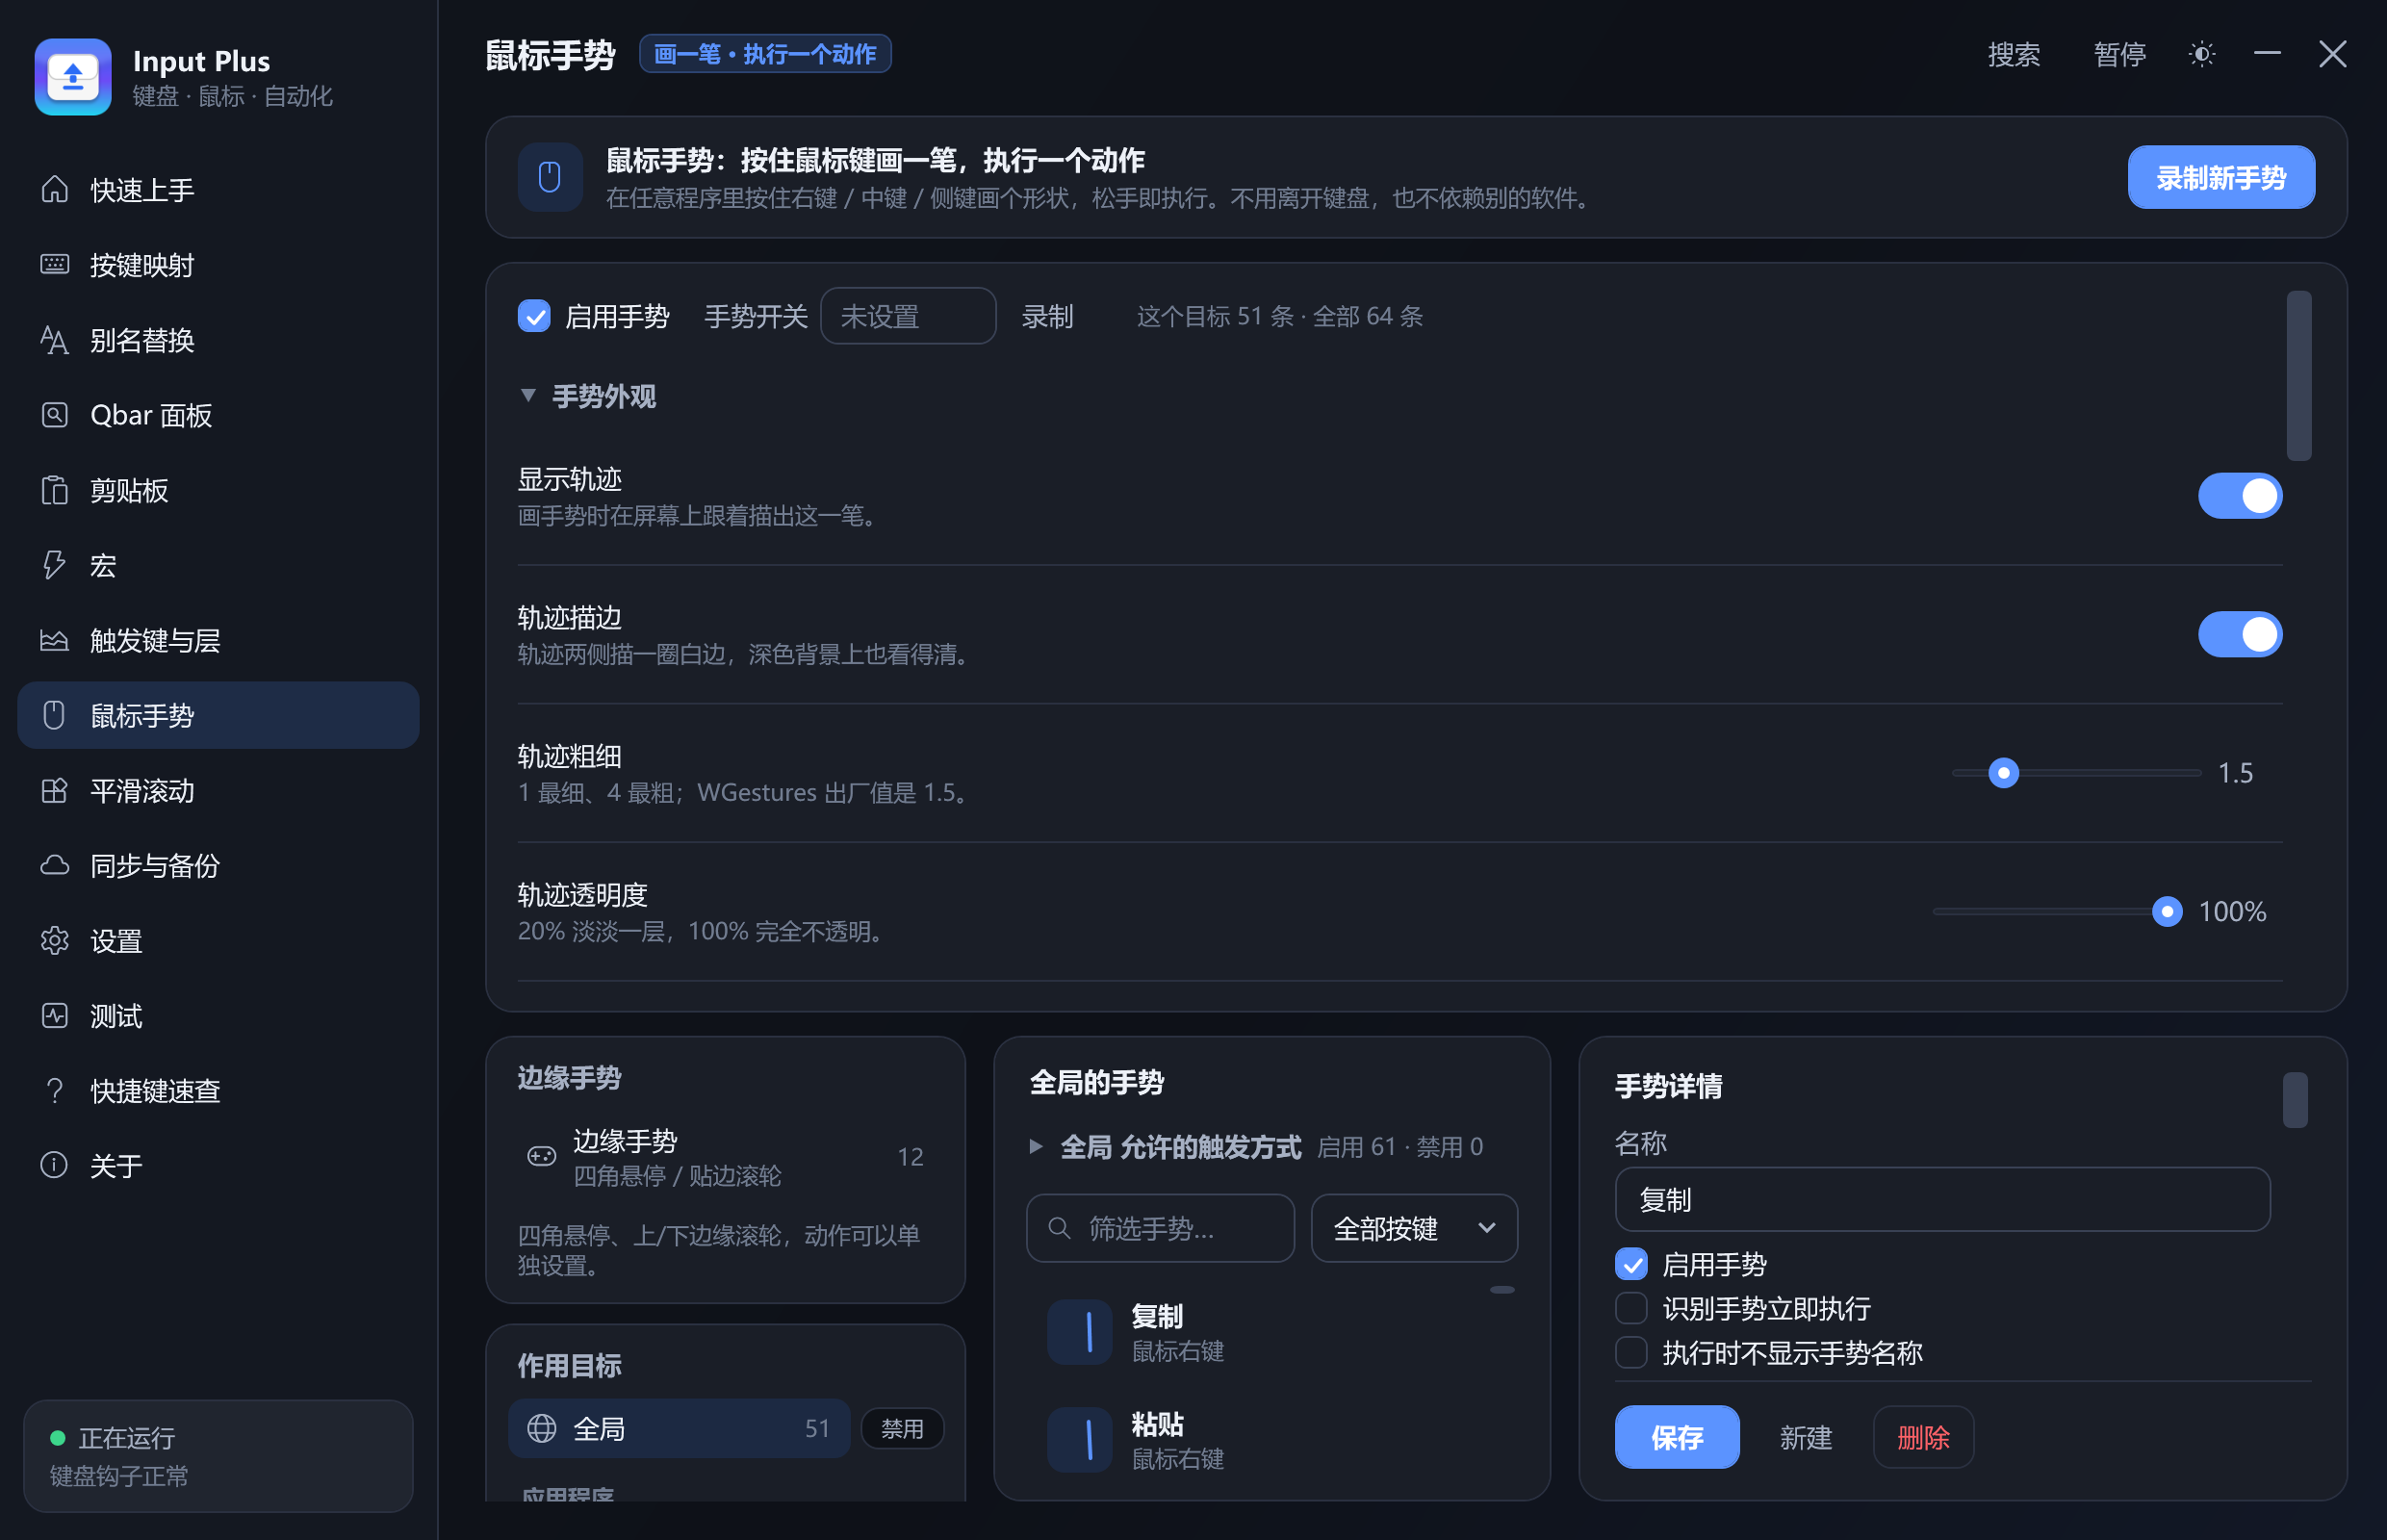 Input Plus
键盘 · 鼠标 · 自动化
快速上手
按键映射
别名替换
Qbar 面板
剪贴板
宏
触发键与层
鼠标手势
平滑滚动
同步与备份
设置
测试
快捷键速查
关于
正在运行
键盘钩子正常
鼠标手势
画一笔 • 执行一个动作
搜索
暂停
鼠标手势：按住鼠标键画一笔，执行一个动作
在任意程序里按住右键 / 中键 / 侧键画个形状，松手即执行。不用离开键盘，也不依赖别的软件。
录制新手势
启用手势
手势开关
未设置
录制
这个目标 51 条 · 全部 64 条
手势外观
显示轨迹
画手势时在屏幕上跟着描出这一笔。
轨迹描边
轨迹两侧描一圈白边，深色背景上也看得清。
轨迹粗细
1 最细、4 最粗；WGestures 出厂值是 1.5。
1.5
轨迹透明度
20% 淡淡一层，100% 完全不透明。
100%
边缘手势
边缘手势
四角悬停 / 贴边滚轮
12
四角悬停、上/下边缘滚轮，动作可以单
独设置。
作用目标
全局
51
禁用
应用程序
全局的手势
全局 允许的触发方式
启用 61 · 禁用 0
筛选手势...
全部按键
复制
鼠标右键
粘贴
鼠标右键
手势详情
名称
复制
启用手势
识别手势立即执行
执行时不显示手势名称
保存
新建
删除